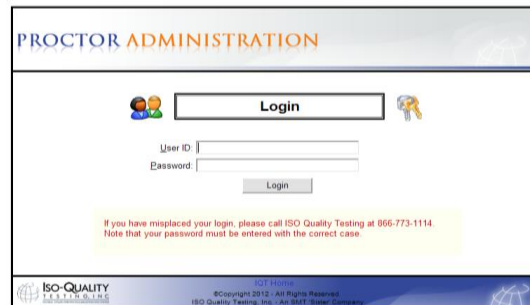 PROCTOR ADMINISTRATION
Login
User ID:
Password:
Login
If you have misplaced your login, please call ISO Quality Testing at 866-773-1114.
Note that your password must be entered with the correct case.
ISO-QUALITY
TESTING, INC
IQT Home
©Copyright 2012 - All Rights Reserved
ISO Quality Testing, Inc. - An SMT 'Sister' Company